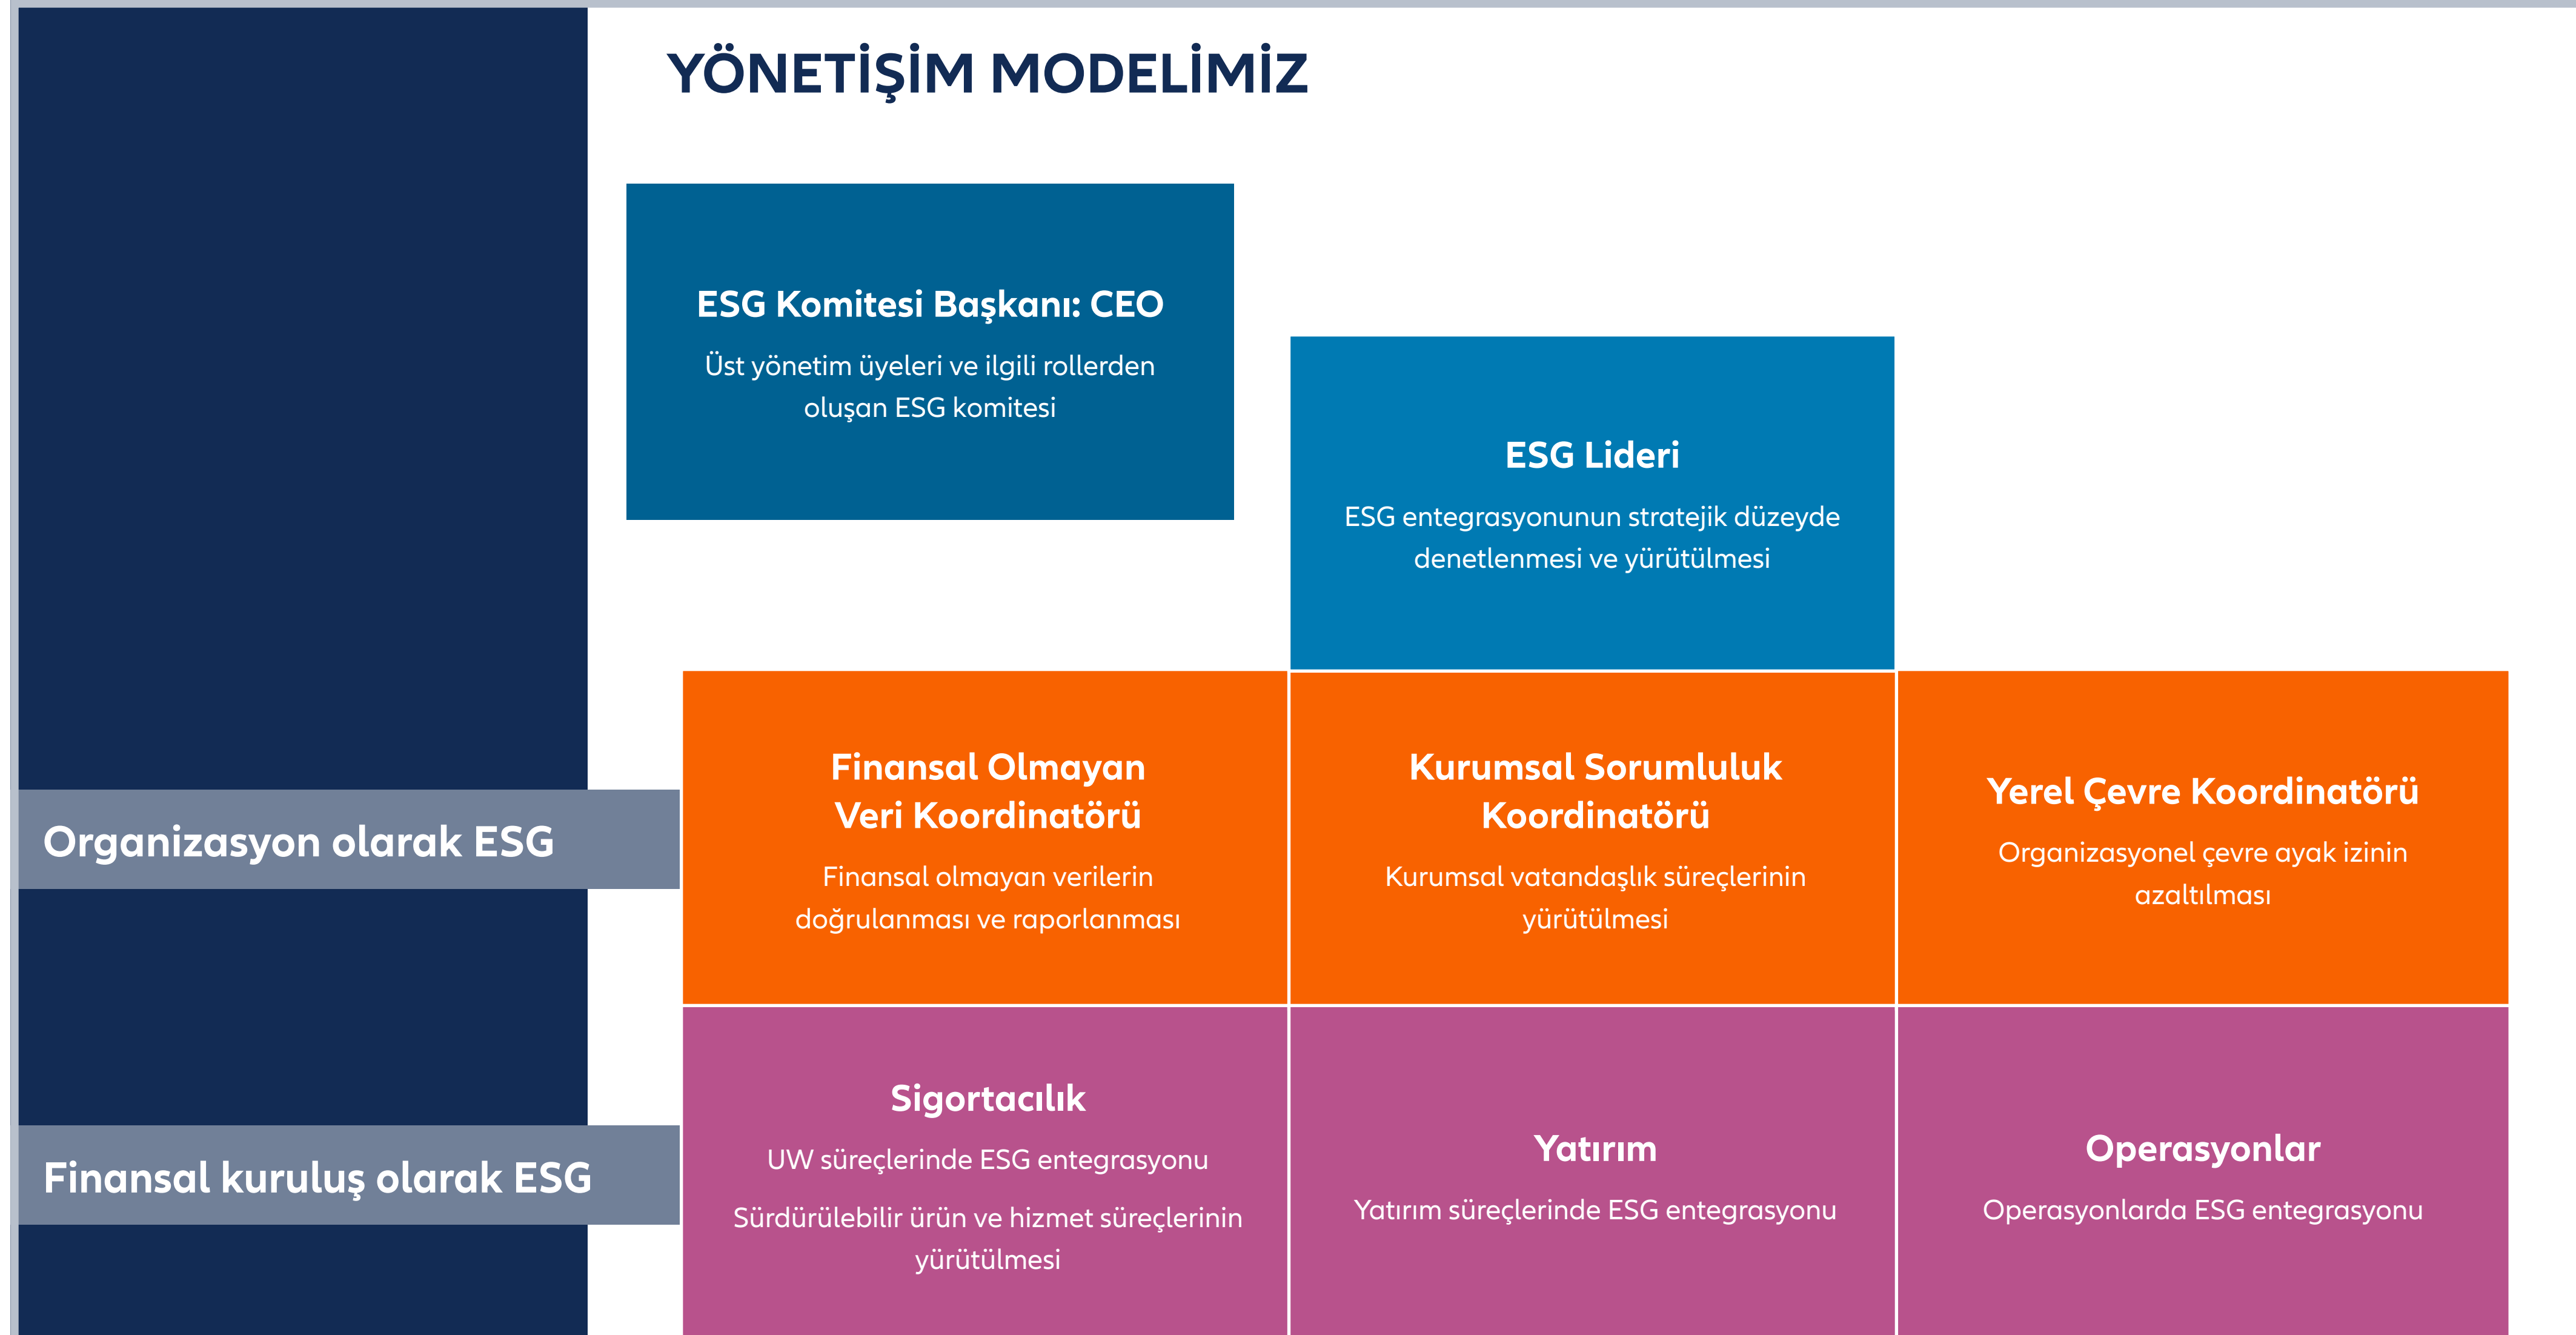 YÖNETİŞİM MODELİMİZ
ESG Komitesi Başkanı: CEO
Üst yönetim üyeleri ve ilgili rollerden
oluşan ESG komitesi
ESG Lideri
ESG entegrasyonunun stratejik düzeyde
denetlenmesi ve yürütülmesi
Organizasyon olarak ESG
Finansal Olmayan
Veri Koordinatörü
Finansal olmayan verilerin
doğrulanması ve raporlanması
Kurumsal Sorumluluk
Koordinatörü
Kurumsal vatandaşlık süreçlerinin
yürütülmesi
Yerel Çevre Koordinatörü
Organizasyonel çevre ayak izinin
azaltılması
Finansal kuruluş olarak ESG
Sigortacılık
UW süreçlerinde ESG entegrasyonu
Sürdürülebilir ürün ve hizmet süreçlerinin
yürütülmesi
Yatırım
Yatırım süreçlerinde ESG entegrasyonu
Operasyonlar
Operasyonlarda ESG entegrasyonu